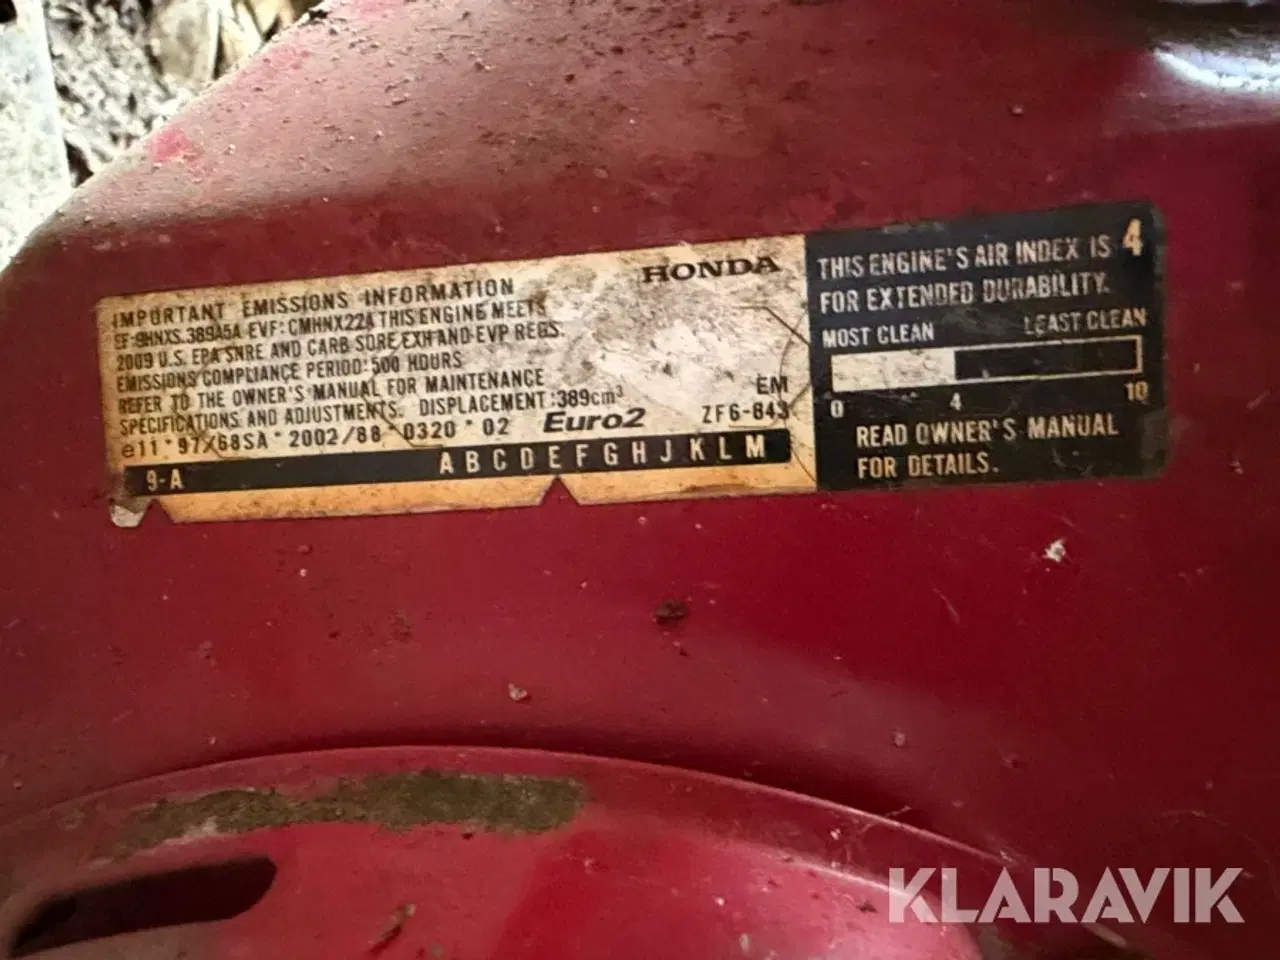 IMPORTANT EMISSIONS INFORMATION
HONDA
EF:9HNXS.389A5A EVF:CMHNX22A THIS ENGINE MEETS
2009 U.S. EPA SNRE AND CARB SORE EXH AND EVP REGS.
EMISSIONS COMPLIANCE PERIOD:500 HOURS
REFER TO THE OWNER'S MANUAL FOR MAINTENANCE
SPECIFICATIONS AND ADJUSTMENTS. DISPLACEMENT:389cm³
EM
e11*97/68SA*2002/88*0320*02 Euro2
ZF6-843
9-A ABCDEFGHJKLM
THIS ENGINE'S AIR INDEX IS 4
FOR EXTENDED DURABILITY.
MOST CLEAN LEAST CLEAN
0 4 10
READ OWNER'S MANUAL
FOR DETAILS.
KLARAVIK